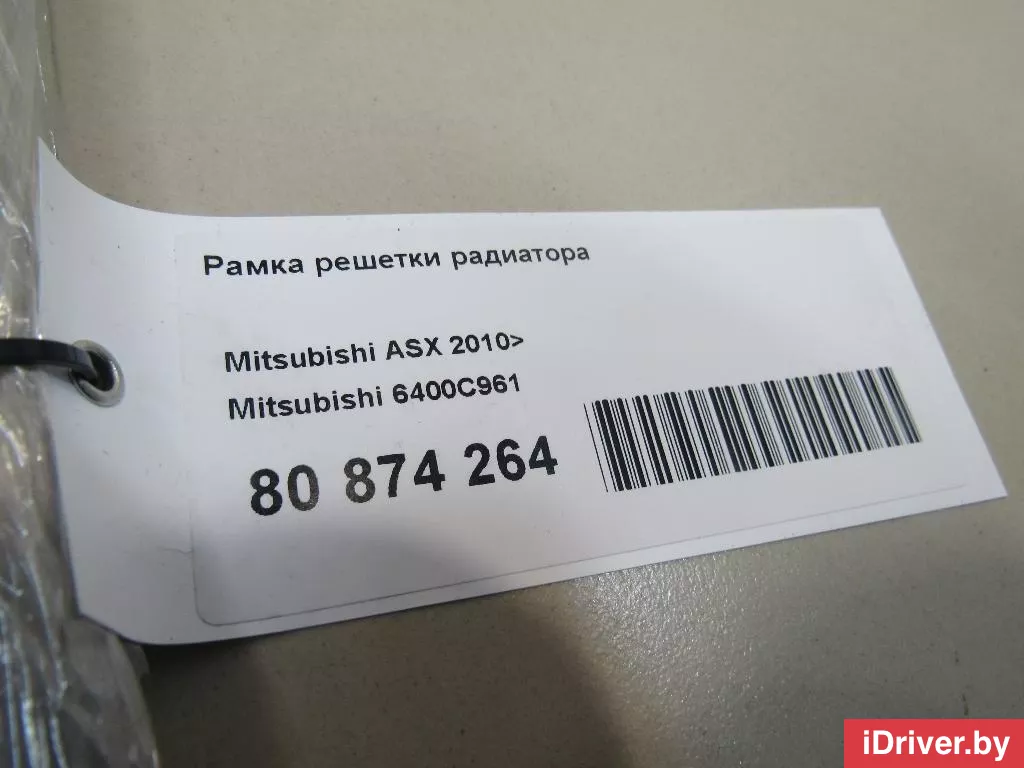 Рамка решетки радиатора
Mitsubishi ASX 2010>
Mitsubishi 6400C961
80 874 264
iDriver.by